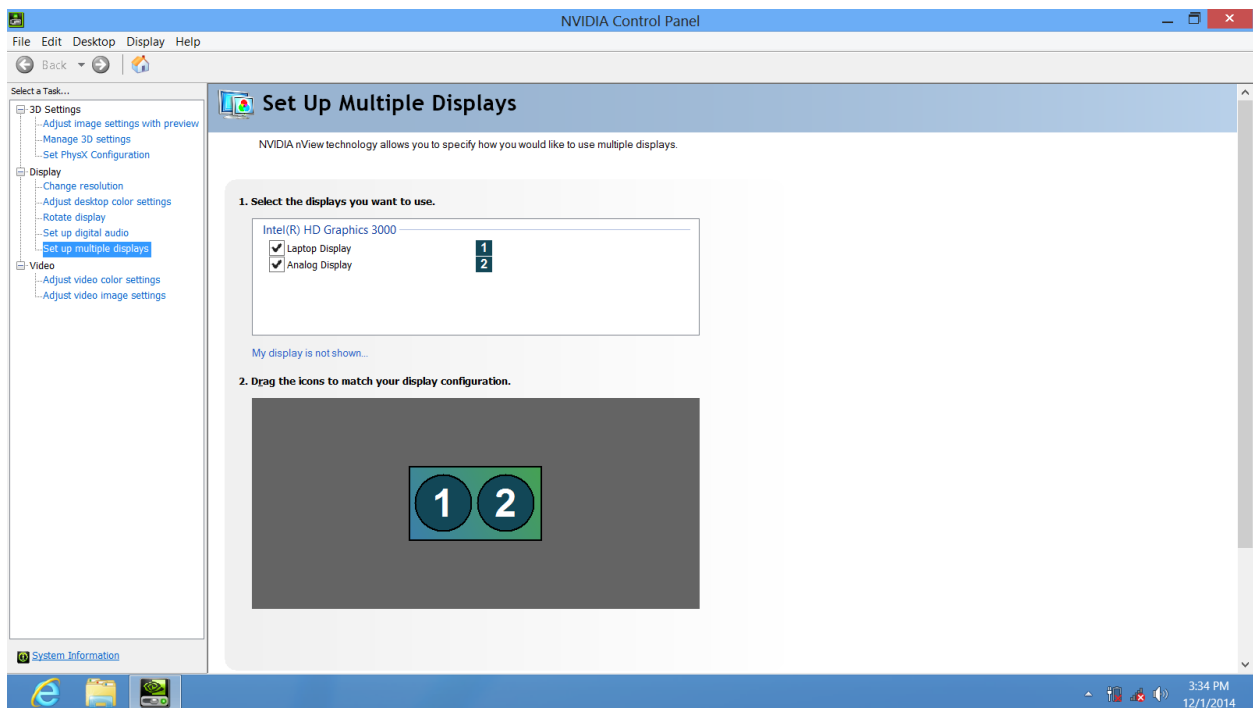 NVIDIA Control Panel
File Edit Desktop Display Help
Back
Select a Task...
3D Settings
Adjust image settings with preview
Manage 3D settings
Set PhysX Configuration
Display
Change resolution
Adjust desktop color settings
Rotate display
Set up digital audio
Set up multiple displays
Video
Adjust video color settings
Adjust video image settings
System Information
Set Up Multiple Displays
NVIDIA nView technology allows you to specify how you would like to use multiple displays.
1. Select the displays you want to use.
Intel(R) HD Graphics 3000
Laptop Display 1
Analog Display 2
My display is not shown...
2. Drag the icons to match your display configuration.
1 2
3:34 PM
12/1/2014